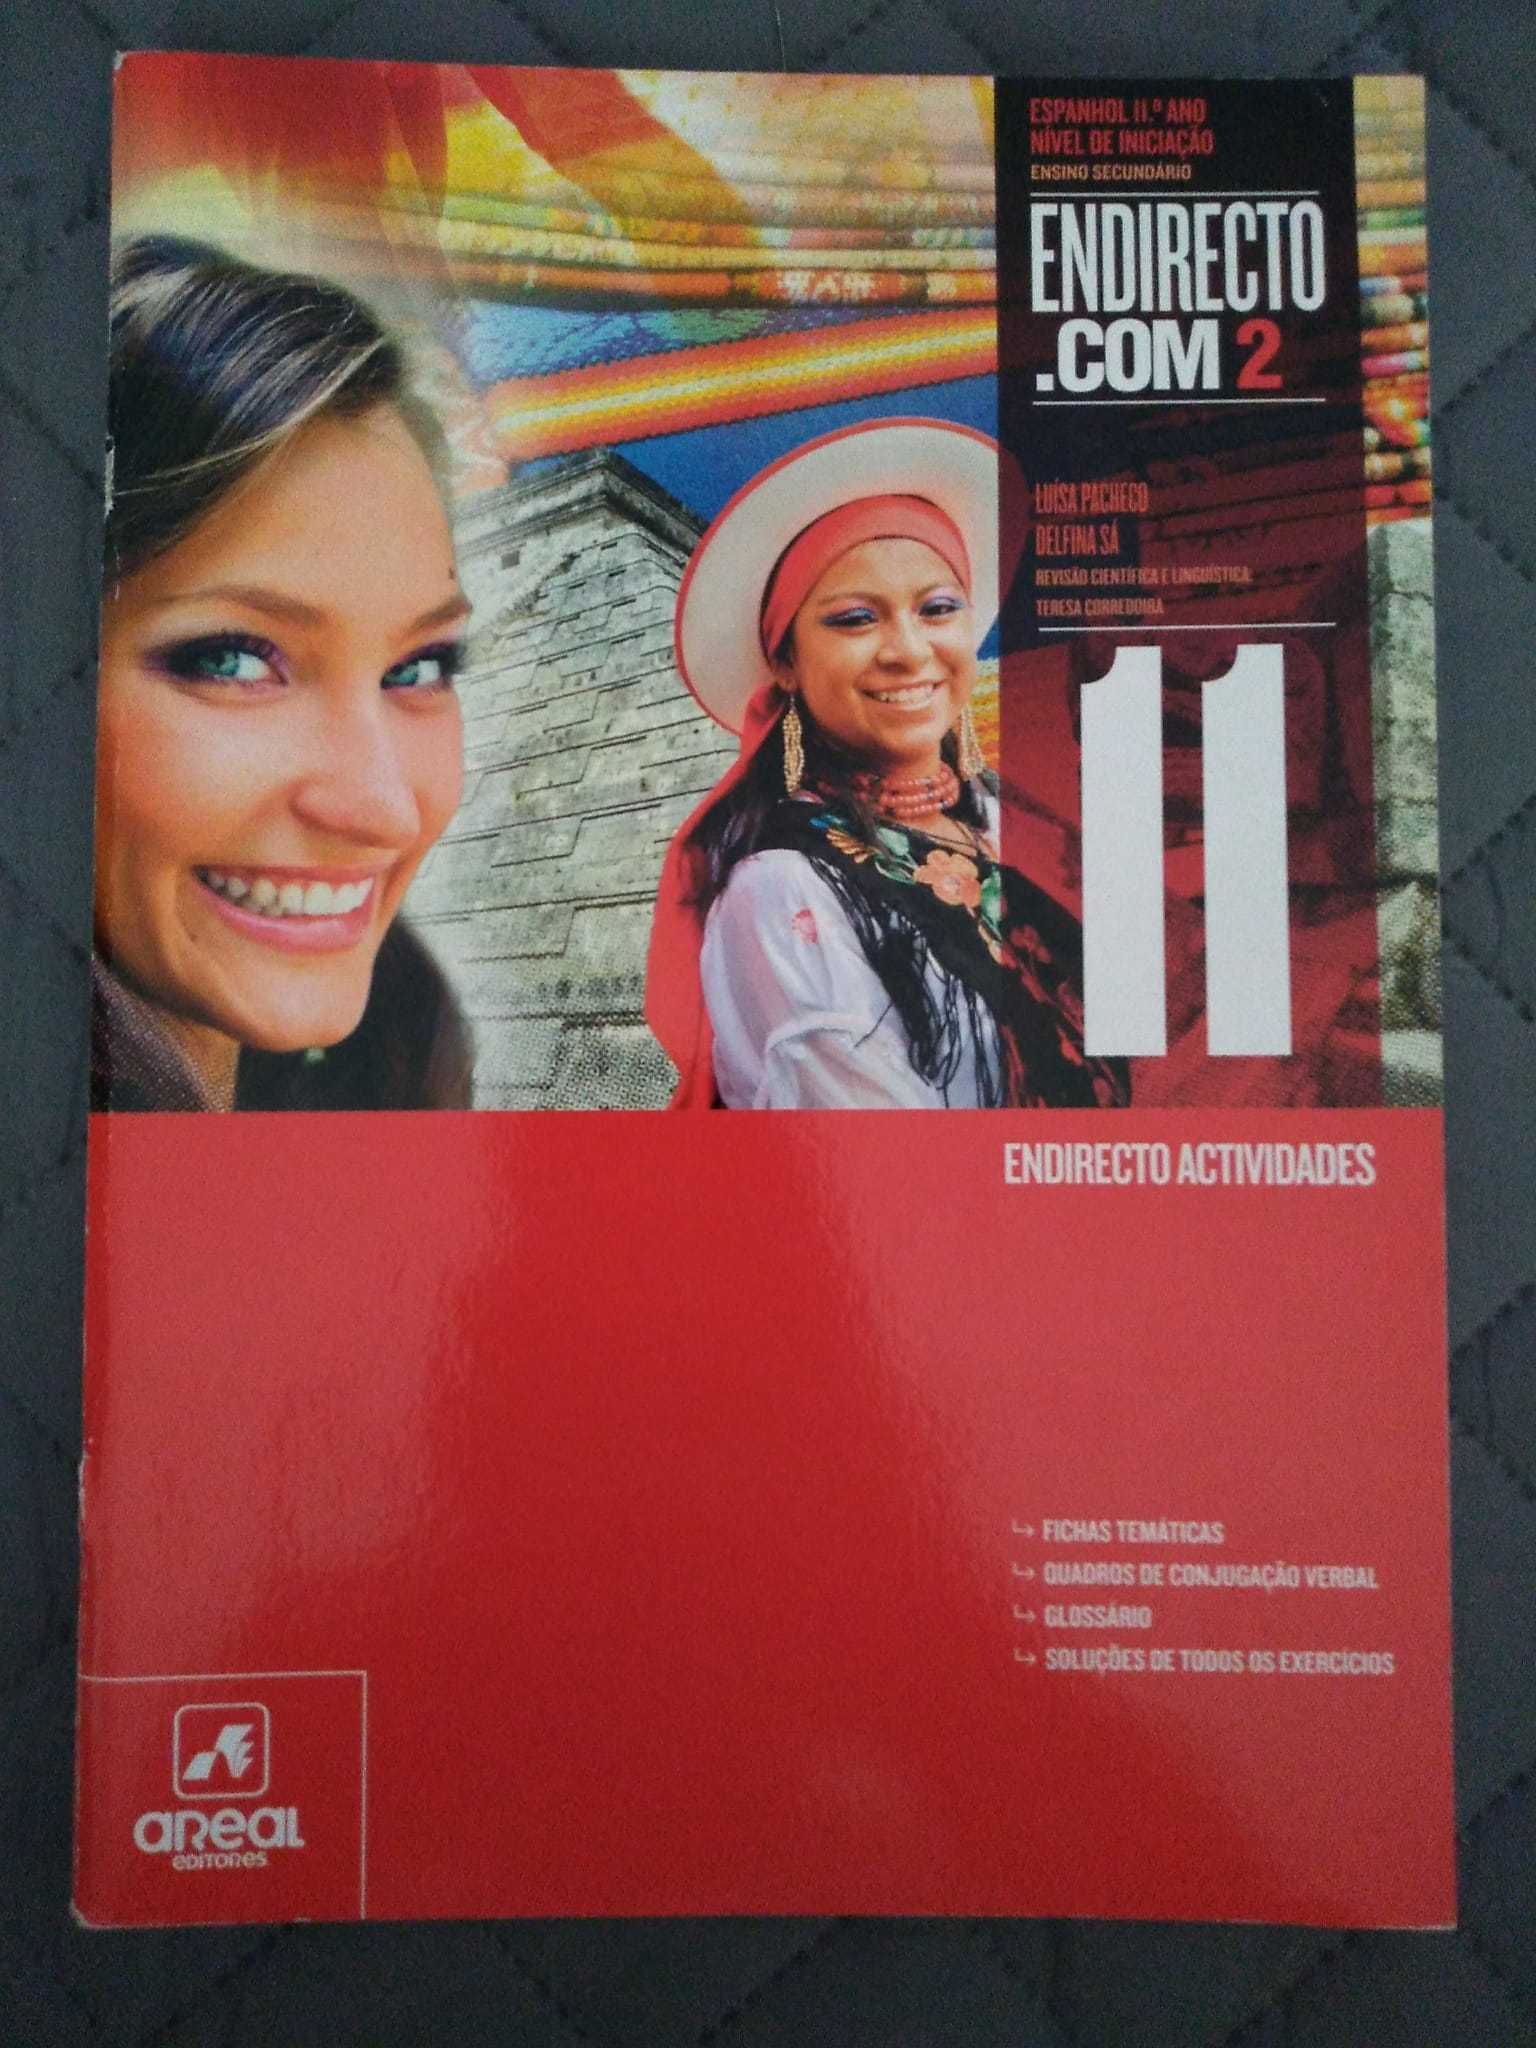 ESPANHOL 11.º ANO
NÍVEL DE INICIAÇÃO
ENSINO SECUNDÁRIO
ENDIRECTO
.COM 2
LUÍSA PACHECO
DELFINA SÁ
REVISÃO CIENTÍFICA E LINGUÍSTICA
TERESA CORREDOIRA
11
ENDIRECTO ACTIVIDADES
FICHAS TEMÁTICAS
QUADROS DE CONJUGAÇÃO VERBAL
GLOSSÁRIO
SOLUÇÕES DE TODOS OS EXERCÍCIOS
AREAL
EDITORES